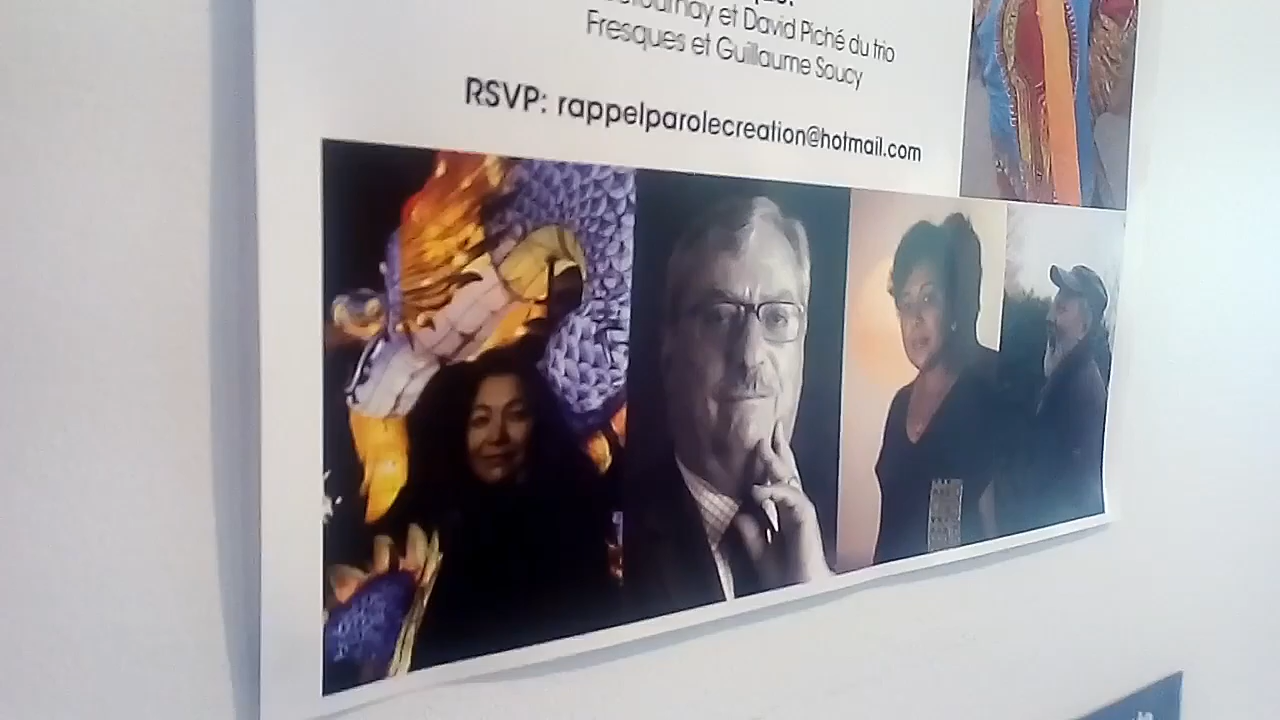 et David Piché du trio
Fresques et Guillaume Soucy
RSVP: rappelparolecreation@hotmail.com